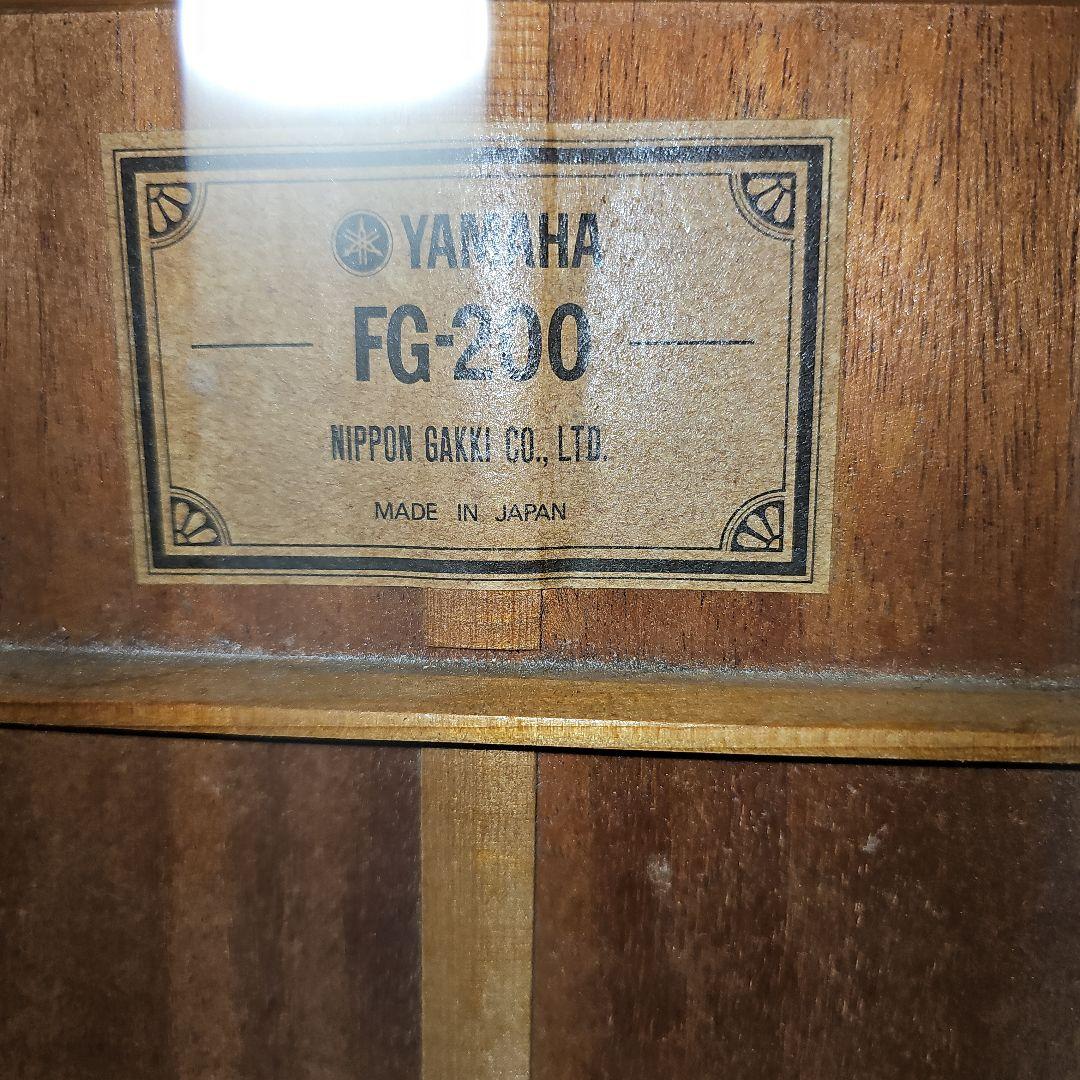 YAMAHA
FG-200
NIPPON GAKKI CO., LTD.
MADE IN JAPAN